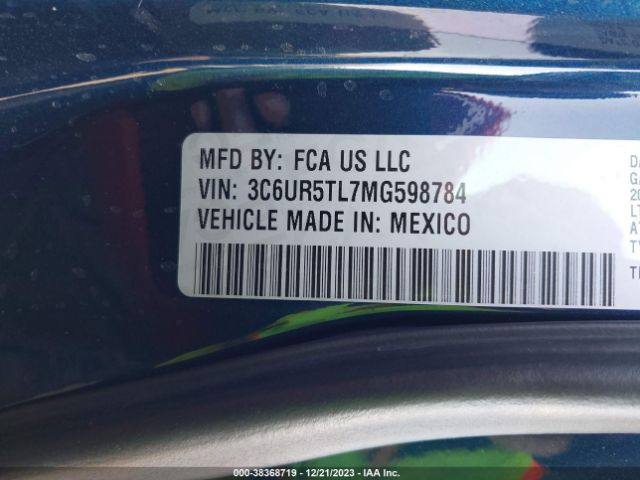 MFD BY: FCA US LLC
VIN: 3C6UR5TL7MG598784
VEHICLE MADE IN: MEXICO
000-38368719 - 12/21/2023 - IAA Inc.